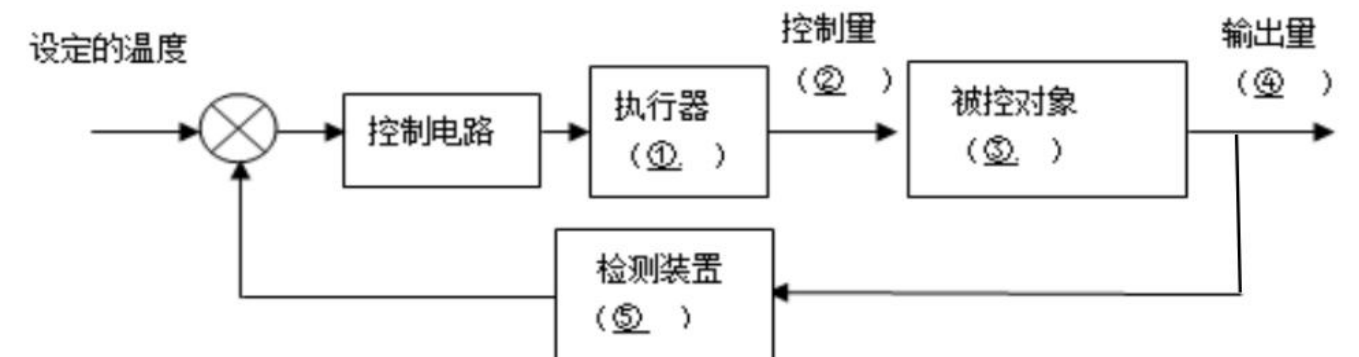 设定的温度
控制电路
执行器
（①. ）
控制量
（② ）
被控对象
（③. ）
输出量
（④ ）
检测装置
（⑤ ）